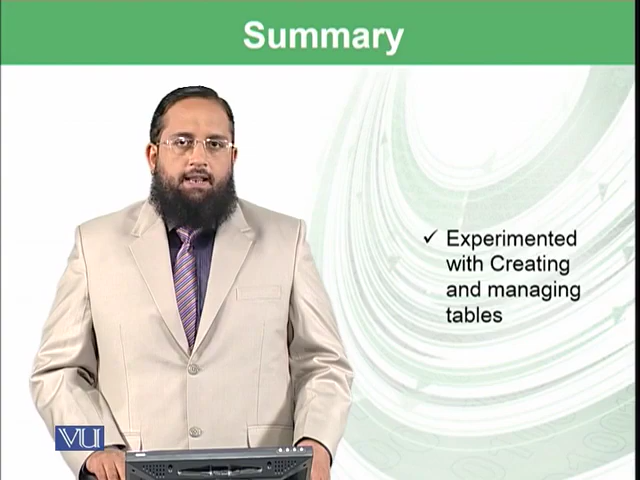 Summary
✓ Experimented
with Creating
and managing
tables
VU